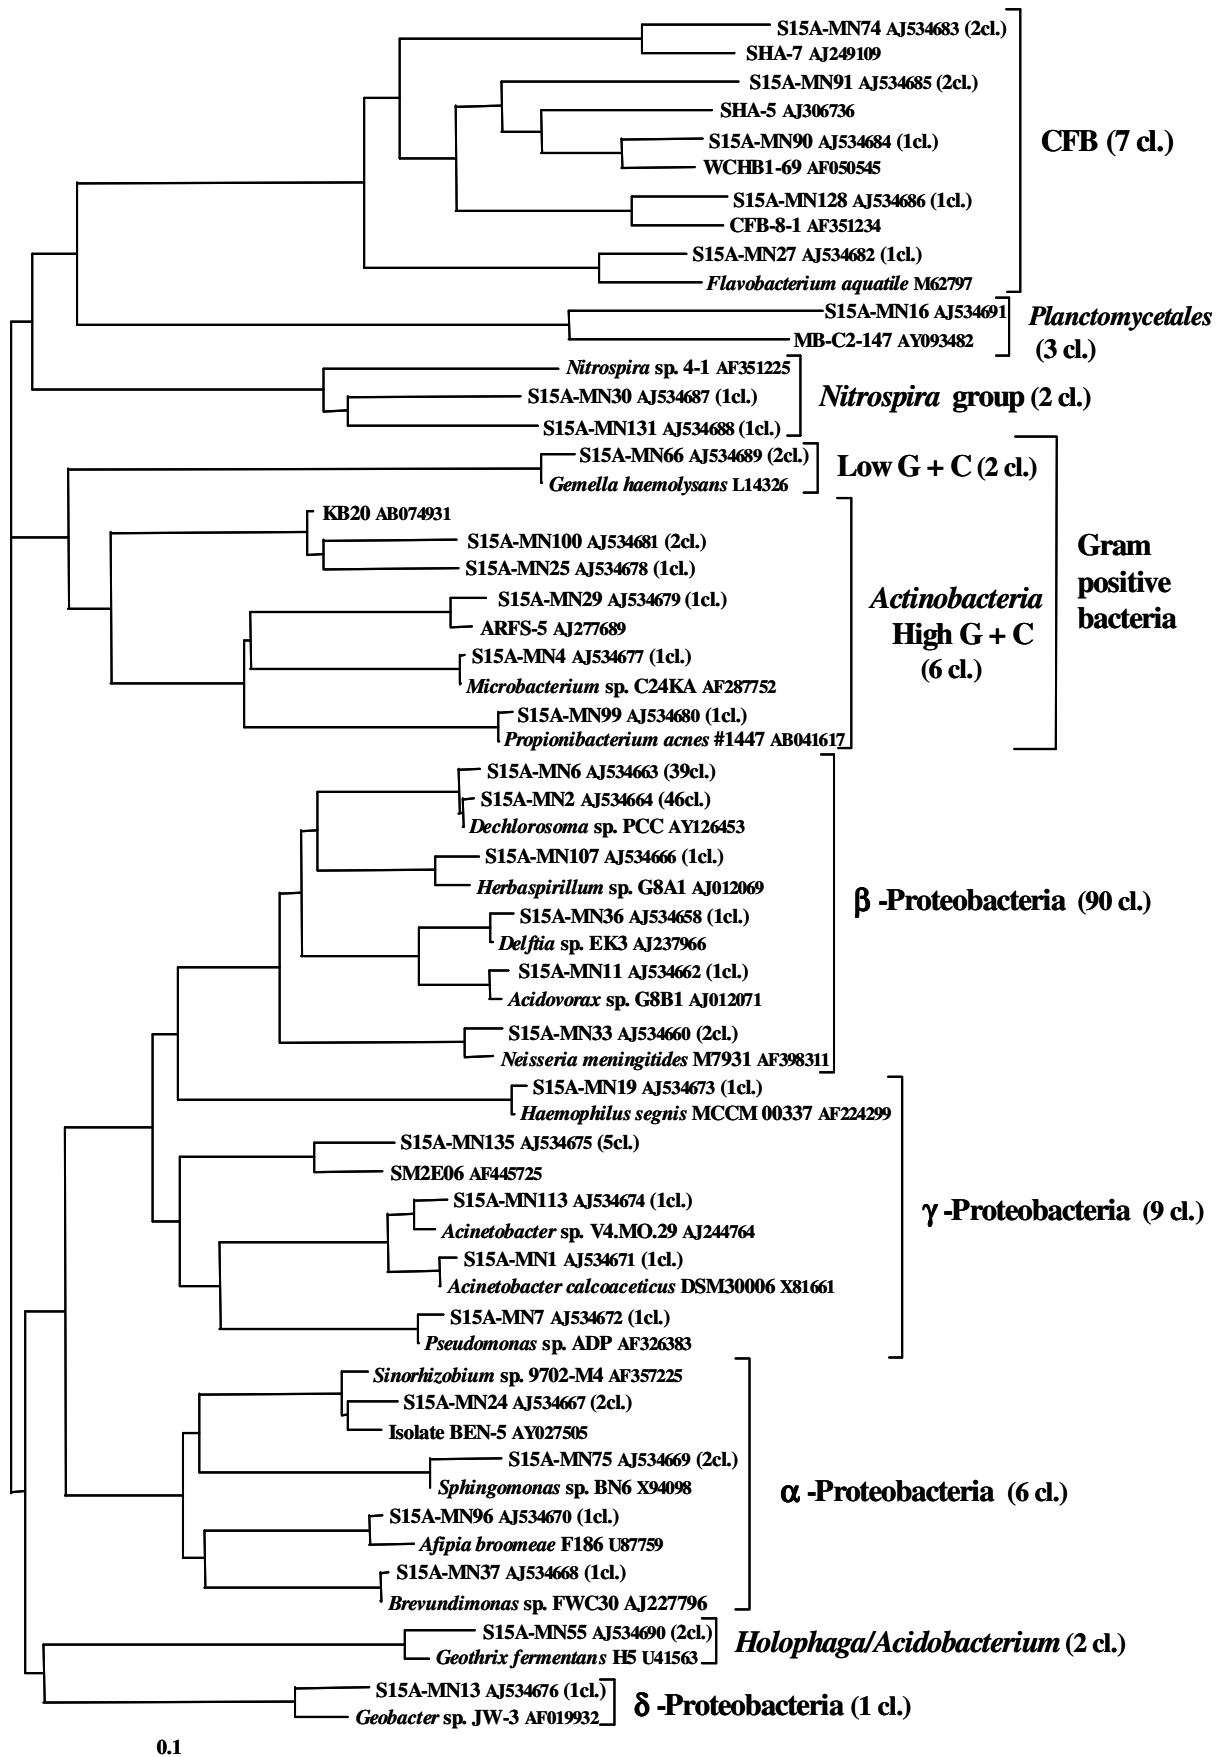 S15A-MN74 AJ534683 (2cl.)
SHA-7 AJ249109
S15A-MN91 AJ534685 (2cl.)
SHA-5 AJ306736
S15A-MN90 AJ534684 (1cl.)
WCHB1-69 AF050545
S15A-MN128 AJ534686 (1cl.)
CFB-8-1 AF351234
S15A-MN27 AJ534682 (1cl.)
Flavobacterium aquatile M62797
CFB (7 cl.)
S15A-MN16 AJ534691
MB-C2-147 AY093482
Planctomycetales
(3 cl.)
Nitrospira sp. 4-1 AF351225
S15A-MN30 AJ534687 (1cl.)
S15A-MN131 AJ534688 (1cl.)
Nitrospira group (2 cl.)
S15A-MN66 AJ534689 (2cl.)
Gemella haemolysans L14326
Low G + C (2 cl.)
KB20 AB074931
S15A-MN100 AJ534681 (2cl.)
S15A-MN25 AJ534678 (1cl.)
S15A-MN29 AJ534679 (1cl.)
ARFS-5 AJ277689
S15A-MN4 AJ534677 (1cl.)
Microbacterium sp. C24KA AF287752
S15A-MN99 AJ534680 (1cl.)
Propionibacterium acnes #1447 AB041617
Actinobacteria
High G + C
(6 cl.)
Gram
positive
bacteria
S15A-MN6 AJ534663 (39cl.)
S15A-MN2 AJ534664 (46cl.)
Dechlorosoma sp. PCC AY126453
S15A-MN107 AJ534666 (1cl.)
Herbaspirillum sp. G8A1 AJ012069
S15A-MN36 AJ534658 (1cl.)
Delftia sp. EK3 AJ237966
S15A-MN11 AJ534662 (1cl.)
Acidovorax sp. G8B1 AJ012071
S15A-MN33 AJ534660 (2cl.)
Neisseria meningitides M7931 AF398311
β -Proteobacteria (90 cl.)
S15A-MN19 AJ534673 (1cl.)
Haemophilus segnis MCCM 00337 AF224299
S15A-MN135 AJ534675 (5cl.)
SM2E06 AF445725
S15A-MN113 AJ534674 (1cl.)
Acinetobacter sp. V4.MO.29 AJ244764
S15A-MN1 AJ534671 (1cl.)
Acinetobacter calcoaceticus DSM30006 X81661
S15A-MN7 AJ534672 (1cl.)
Pseudomonas sp. ADP AF326383
γ -Proteobacteria (9 cl.)
Sinorhizobium sp. 9702-M4 AF357225
S15A-MN24 AJ534667 (2cl.)
Isolate BEN-5 AY027505
S15A-MN75 AJ534669 (2cl.)
Sphingomonas sp. BN6 X94098
S15A-MN96 AJ534670 (1cl.)
Afipia broomeae F186 U87759
S15A-MN37 AJ534668 (1cl.)
Brevundimonas sp. FWC30 AJ227796
α -Proteobacteria (6 cl.)
S15A-MN55 AJ534690 (2cl.)
Geothrix fermentans H5 U41563
Holophaga/Acidobacterium (2 cl.)
S15A-MN13 AJ534676 (1cl.)
Geobacter sp. JW-3 AF019932
δ -Proteobacteria (1 cl.)
0.1